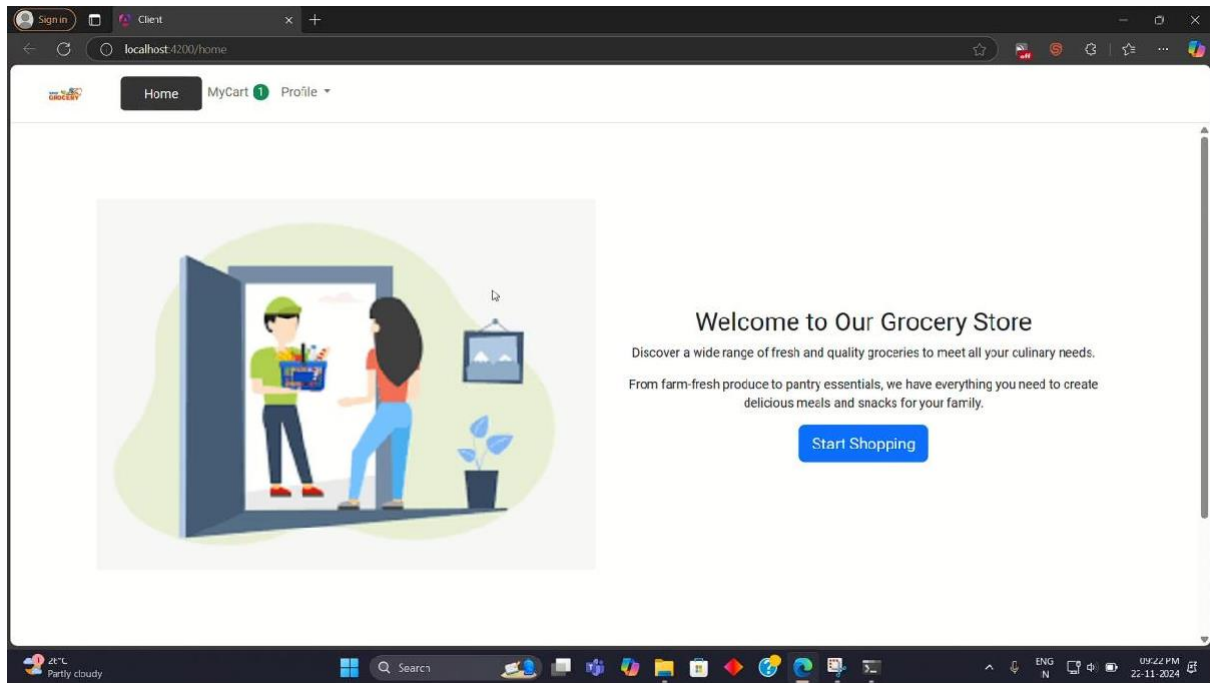 Sign in
Client
localhost:4200/home
off
GROCERY
Home
MyCart 1
Profile
Welcome to Our Grocery Store
Discover a wide range of fresh and quality groceries to meet all your culinary needs.
From farm-fresh produce to pantry essentials, we have everything you need to create
delicious meals and snacks for your family.
Start Shopping
1
Partly cloudy
Search
ENG
N
09:22 PM
22-11-2024